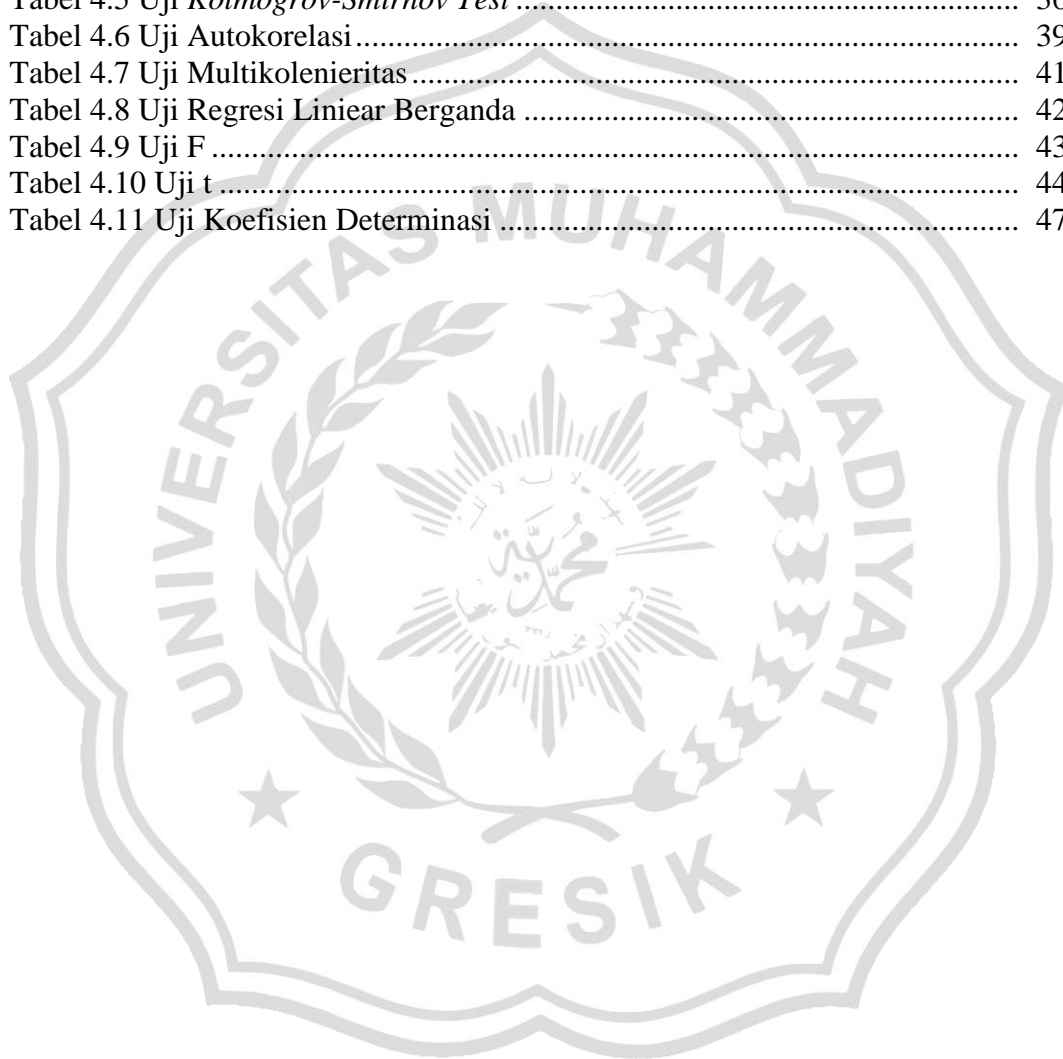 Tabel 4.5 Uji Kolmogrov-Smirnov Test
Tabel 4.6 Uji Autokorelasi ........................................ 39
Tabel 4.7 Uji Multikolenieritas ........................................ 41
Tabel 4.8 Uji Regresi Liniear Berganda ........................................ 42
Tabel 4.9 Uji F ........................................ 43
Tabel 4.10 Uji t ........................................ 44
Tabel 4.11 Uji Koefisien Determinasi ........................................ 47
UNIVERSITAS MUHAMMADIYAH
محمد
GRESIK